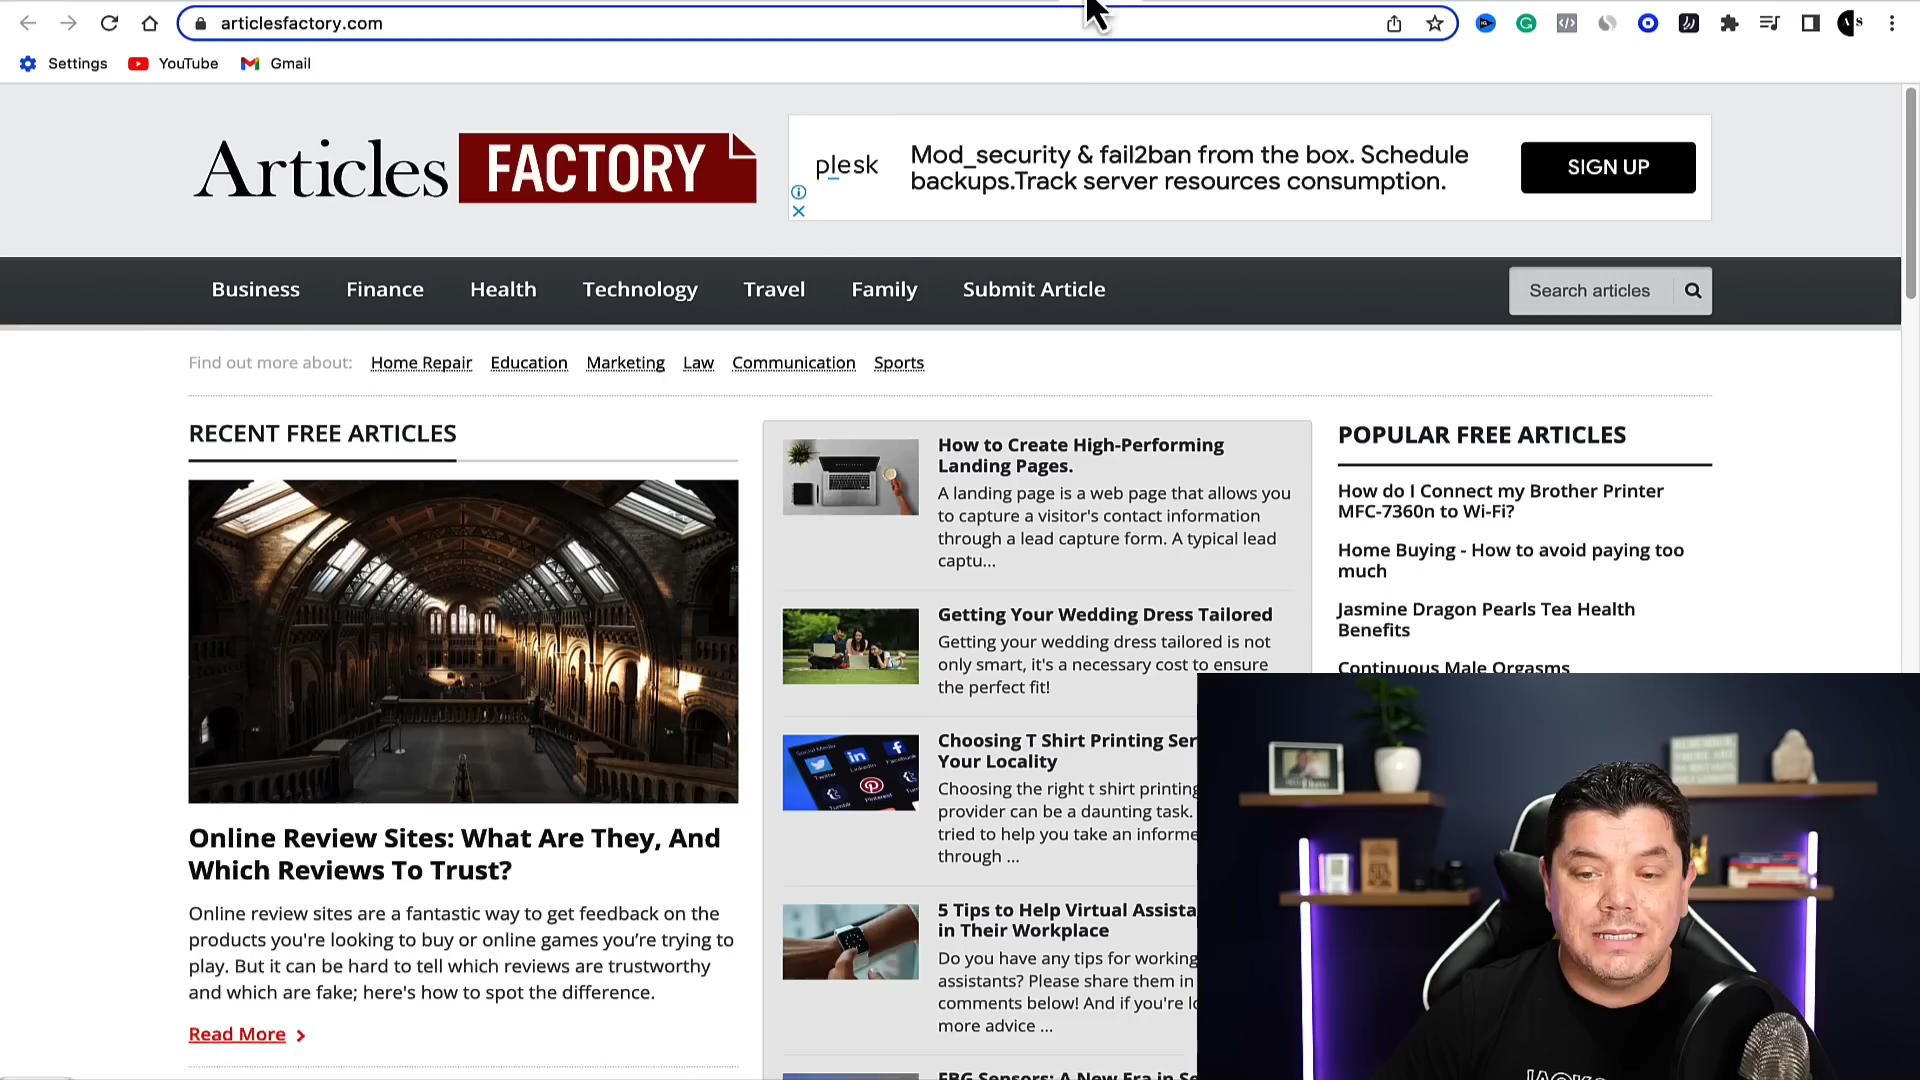 articlesfactory.com
Settings YouTube Gmail
Articles FACTORY
plesk
Mod_security & fail2ban from the box. Schedule
backups.Track server resources consumption.
SIGN UP
Business Finance Health Technology Travel Family Submit Article
Search articles
Find out more about: Home Repair Education Marketing Law Communication Sports
RECENT FREE ARTICLES
Online Review Sites: What Are They, And
Which Reviews To Trust?
Online review sites are a fantastic way to get feedback on the
products you're looking to buy or online games you’re trying to
play. But it can be hard to tell which reviews are trustworthy
and which are fake; here's how to spot the difference.
Read More
How to Create High-Performing
Landing Pages.
A landing page is a web page that allows you
to capture a visitor's contact information
through a lead capture form. A typical lead
captu...
Getting Your Wedding Dress Tailored
Getting your wedding dress tailored is not
only smart, it's a necessary cost to ensure
the perfect fit!
Social Media
Twitter
LinkedIn
Facebook
Tumblr
Pinterest
Choosing T Shirt Printing Ser
Your Locality
Choosing the right t shirt printing
provider can be a daunting task.
tried to help you take an informe
through ...
5 Tips to Help Virtual Assista
in Their Workplace
Do you have any tips for working
assistants? Please share them in
comments below! And if you're lo
more advice ...
FBG Sensors: A New Era in Se
POPULAR FREE ARTICLES
How do I Connect my Brother Printer
MFC-7360n to Wi-Fi?
Home Buying - How to avoid paying too
much
Jasmine Dragon Pearls Tea Health
Benefits
Continuous Male Orgasms